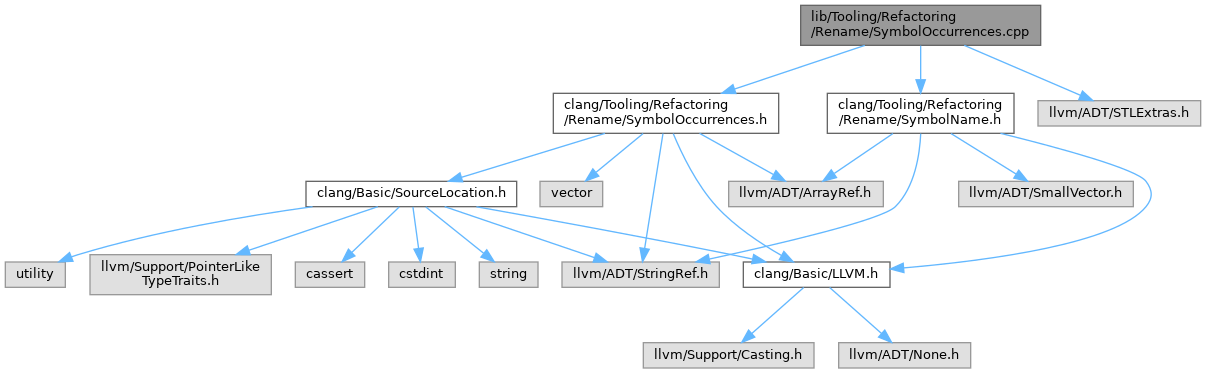 lib/Tooling/Refactoring
/Rename/SymbolOccurrences.cpp
clang/Tooling/Refactoring
/Rename/SymbolOccurrences.h
clang/Tooling/Refactoring
/Rename/SymbolName.h
llvm/ADT/STLExtras.h
clang/Basic/SourceLocation.h
vector
llvm/ADT/ArrayRef.h
llvm/ADT/SmallVector.h
utility
llvm/Support/PointerLike
TypeTraits.h
cassert
cstdint
string
llvm/ADT/StringRef.h
clang/Basic/LLVM.h
llvm/Support/Casting.h
llvm/ADT/None.h